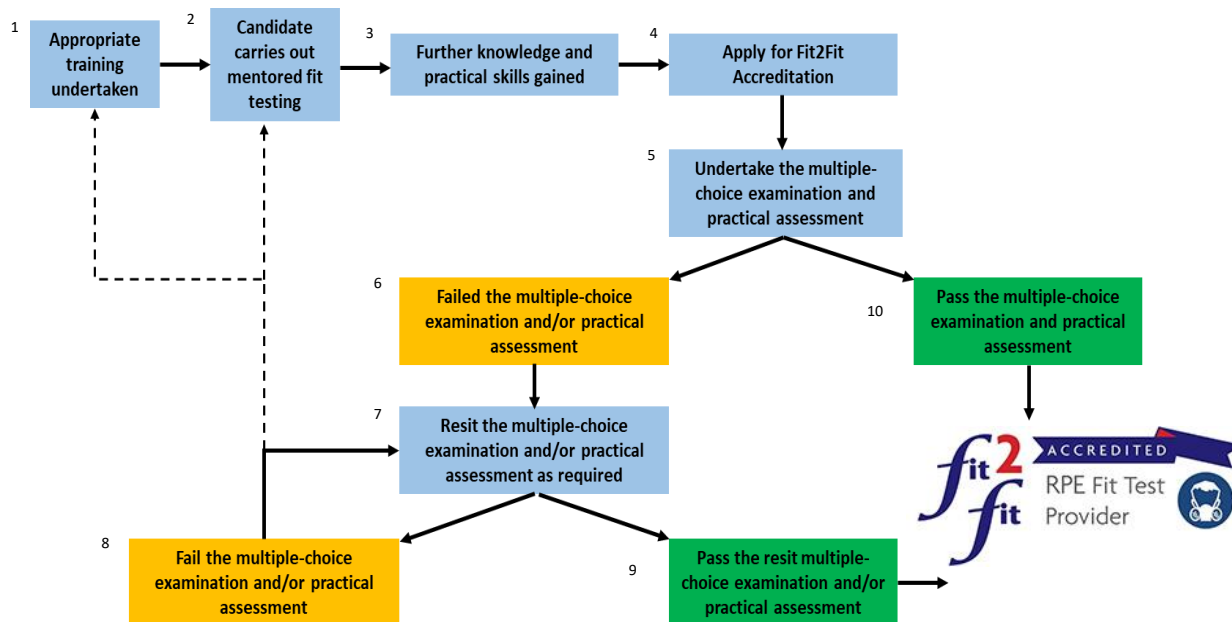 1
Appropriate
training
undertaken
2
Candidate
carries out
mentored fit
testing
3
Further knowledge and
practical skills gained
4
Apply for Fit2Fit
Accreditation
5
Undertake the multiple-
choice examination and
practical assessment
6
Failed the multiple-choice
examination and/or practical
assessment
10
Pass the multiple-choice
examination and practical
assessment
7
Resit the multiple-choice
examination and/or practical
assessment as required
fit2
fit
ACCREDITED
RPE Fit Test
Provider
8
Fail the multiple-choice
examination and/or practical
assessment
9
Pass the resit multiple-
choice examination and/or
practical assessment